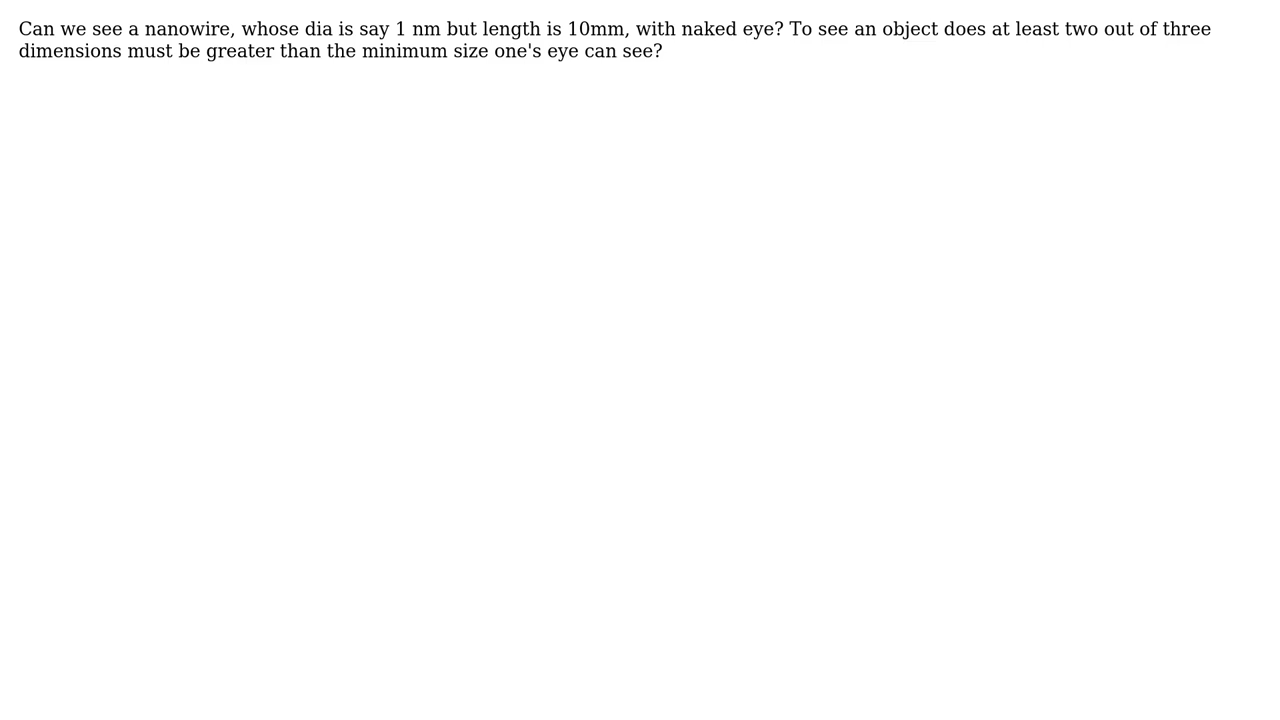 Can we see a nanowire, whose dia is say 1 nm but length is 10mm, with naked eye? To see an object does at least two out of three
dimensions must be greater than the minimum size one's eye can see?